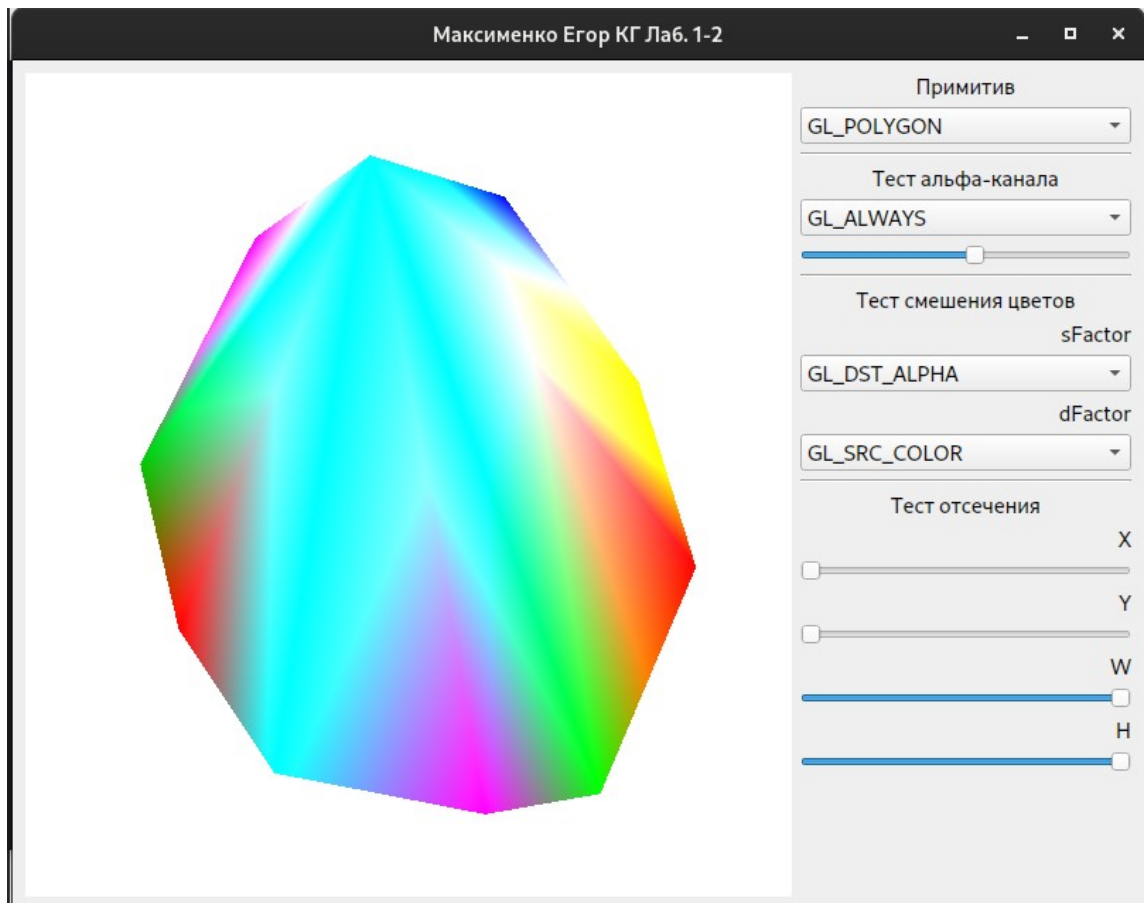 Максименко Егор КГ Лаб. 1-2
Примитив
GL_POLYGON
Тест альфа-канала
GL_ALWAYS
Тест смешения цветов
sFactor
GL_DST_ALPHA
dFactor
GL_SRC_COLOR
Тест отсечения
X
Y
W
H